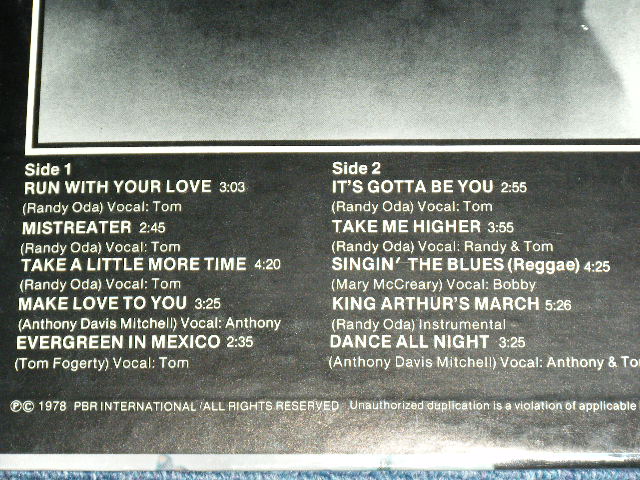 Side 1
RUN WITH YOUR LOVE 3:03
(Randy Oda) Vocal: Tom
MISTREATER 2:45
(Randy Oda) Vocal: Tom
TAKE A LITTLE MORE TIME 4:20
(Randy Oda) Vocal: Tom
MAKE LOVE TO YOU 3:25
(Anthony Davis Mitchell) Vocal: Anthony
EVERGREEN IN MEXICO 2:35
(Tom Fogerty) Vocal: Tom
Side 2
IT'S GOTTA BE YOU 2:55
(Randy Oda) Vocal: Tom
TAKE ME HIGHER 3:55
(Randy Oda) Vocal: Randy & Tom
SINGIN' THE BLUES (Reggae) 4:25
(Mary McCreary) Vocal: Bobby
KING ARTHUR'S MARCH 5:26
(Randy Oda) Instrumental
DANCE ALL NIGHT 3:25
(Anthony Davis Mitchell) Vocal: Anthony & To
℗© 1978 PBR INTERNATIONAL /ALL RIGHTS RESERVED Unauthorized duplication is a violation of applicable